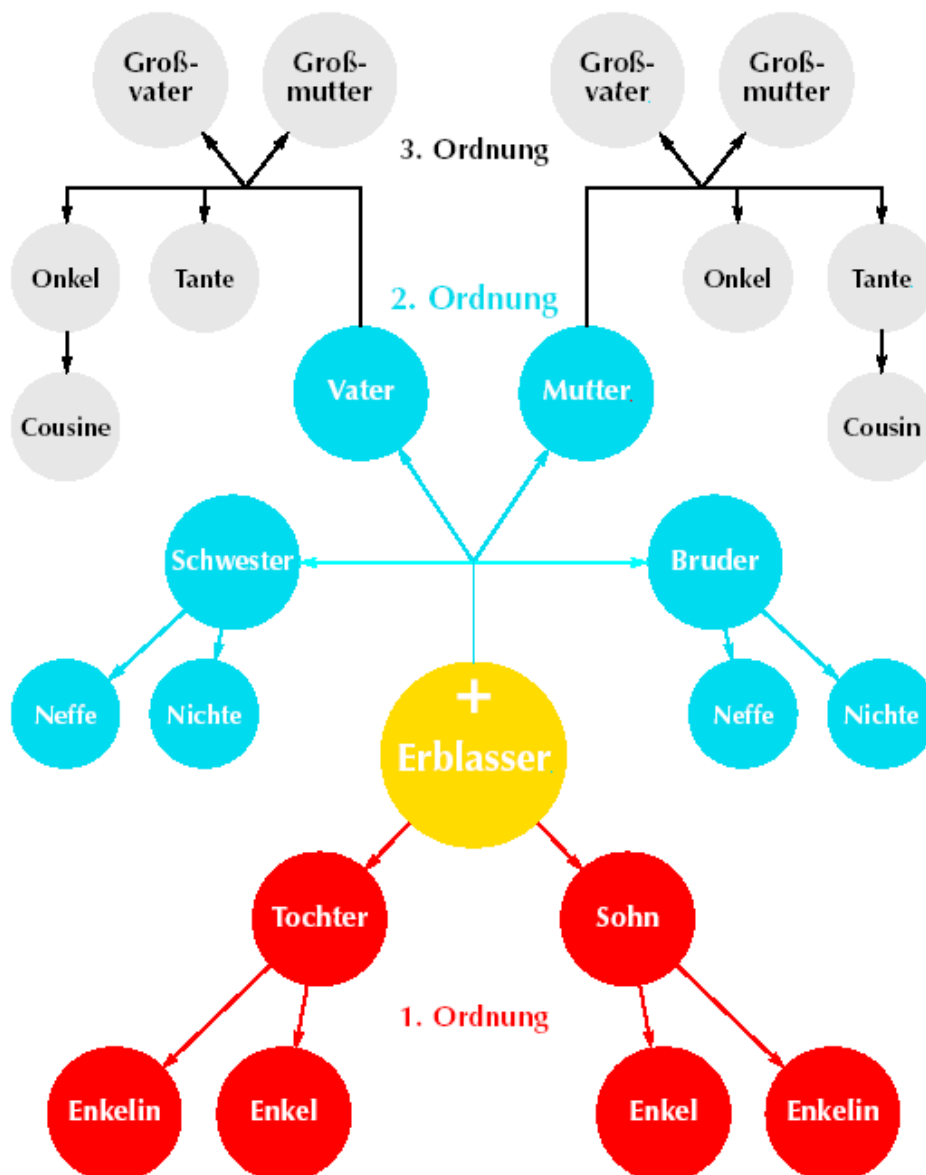 Groß-
vater
Groß-
mutter
Groß-
vater
Groß-
mutter
3. Ordnung
Onkel
Tante
Onkel
Tante
2. Ordnung
Vater
Mutter
Cousine
Cousin
Schwester
Bruder
Neffe
Nichte
Neffe
Nichte
+
Erblasser
Tochter
Sohn
1. Ordnung
Enkelin
Enkel
Enkel
Enkelin